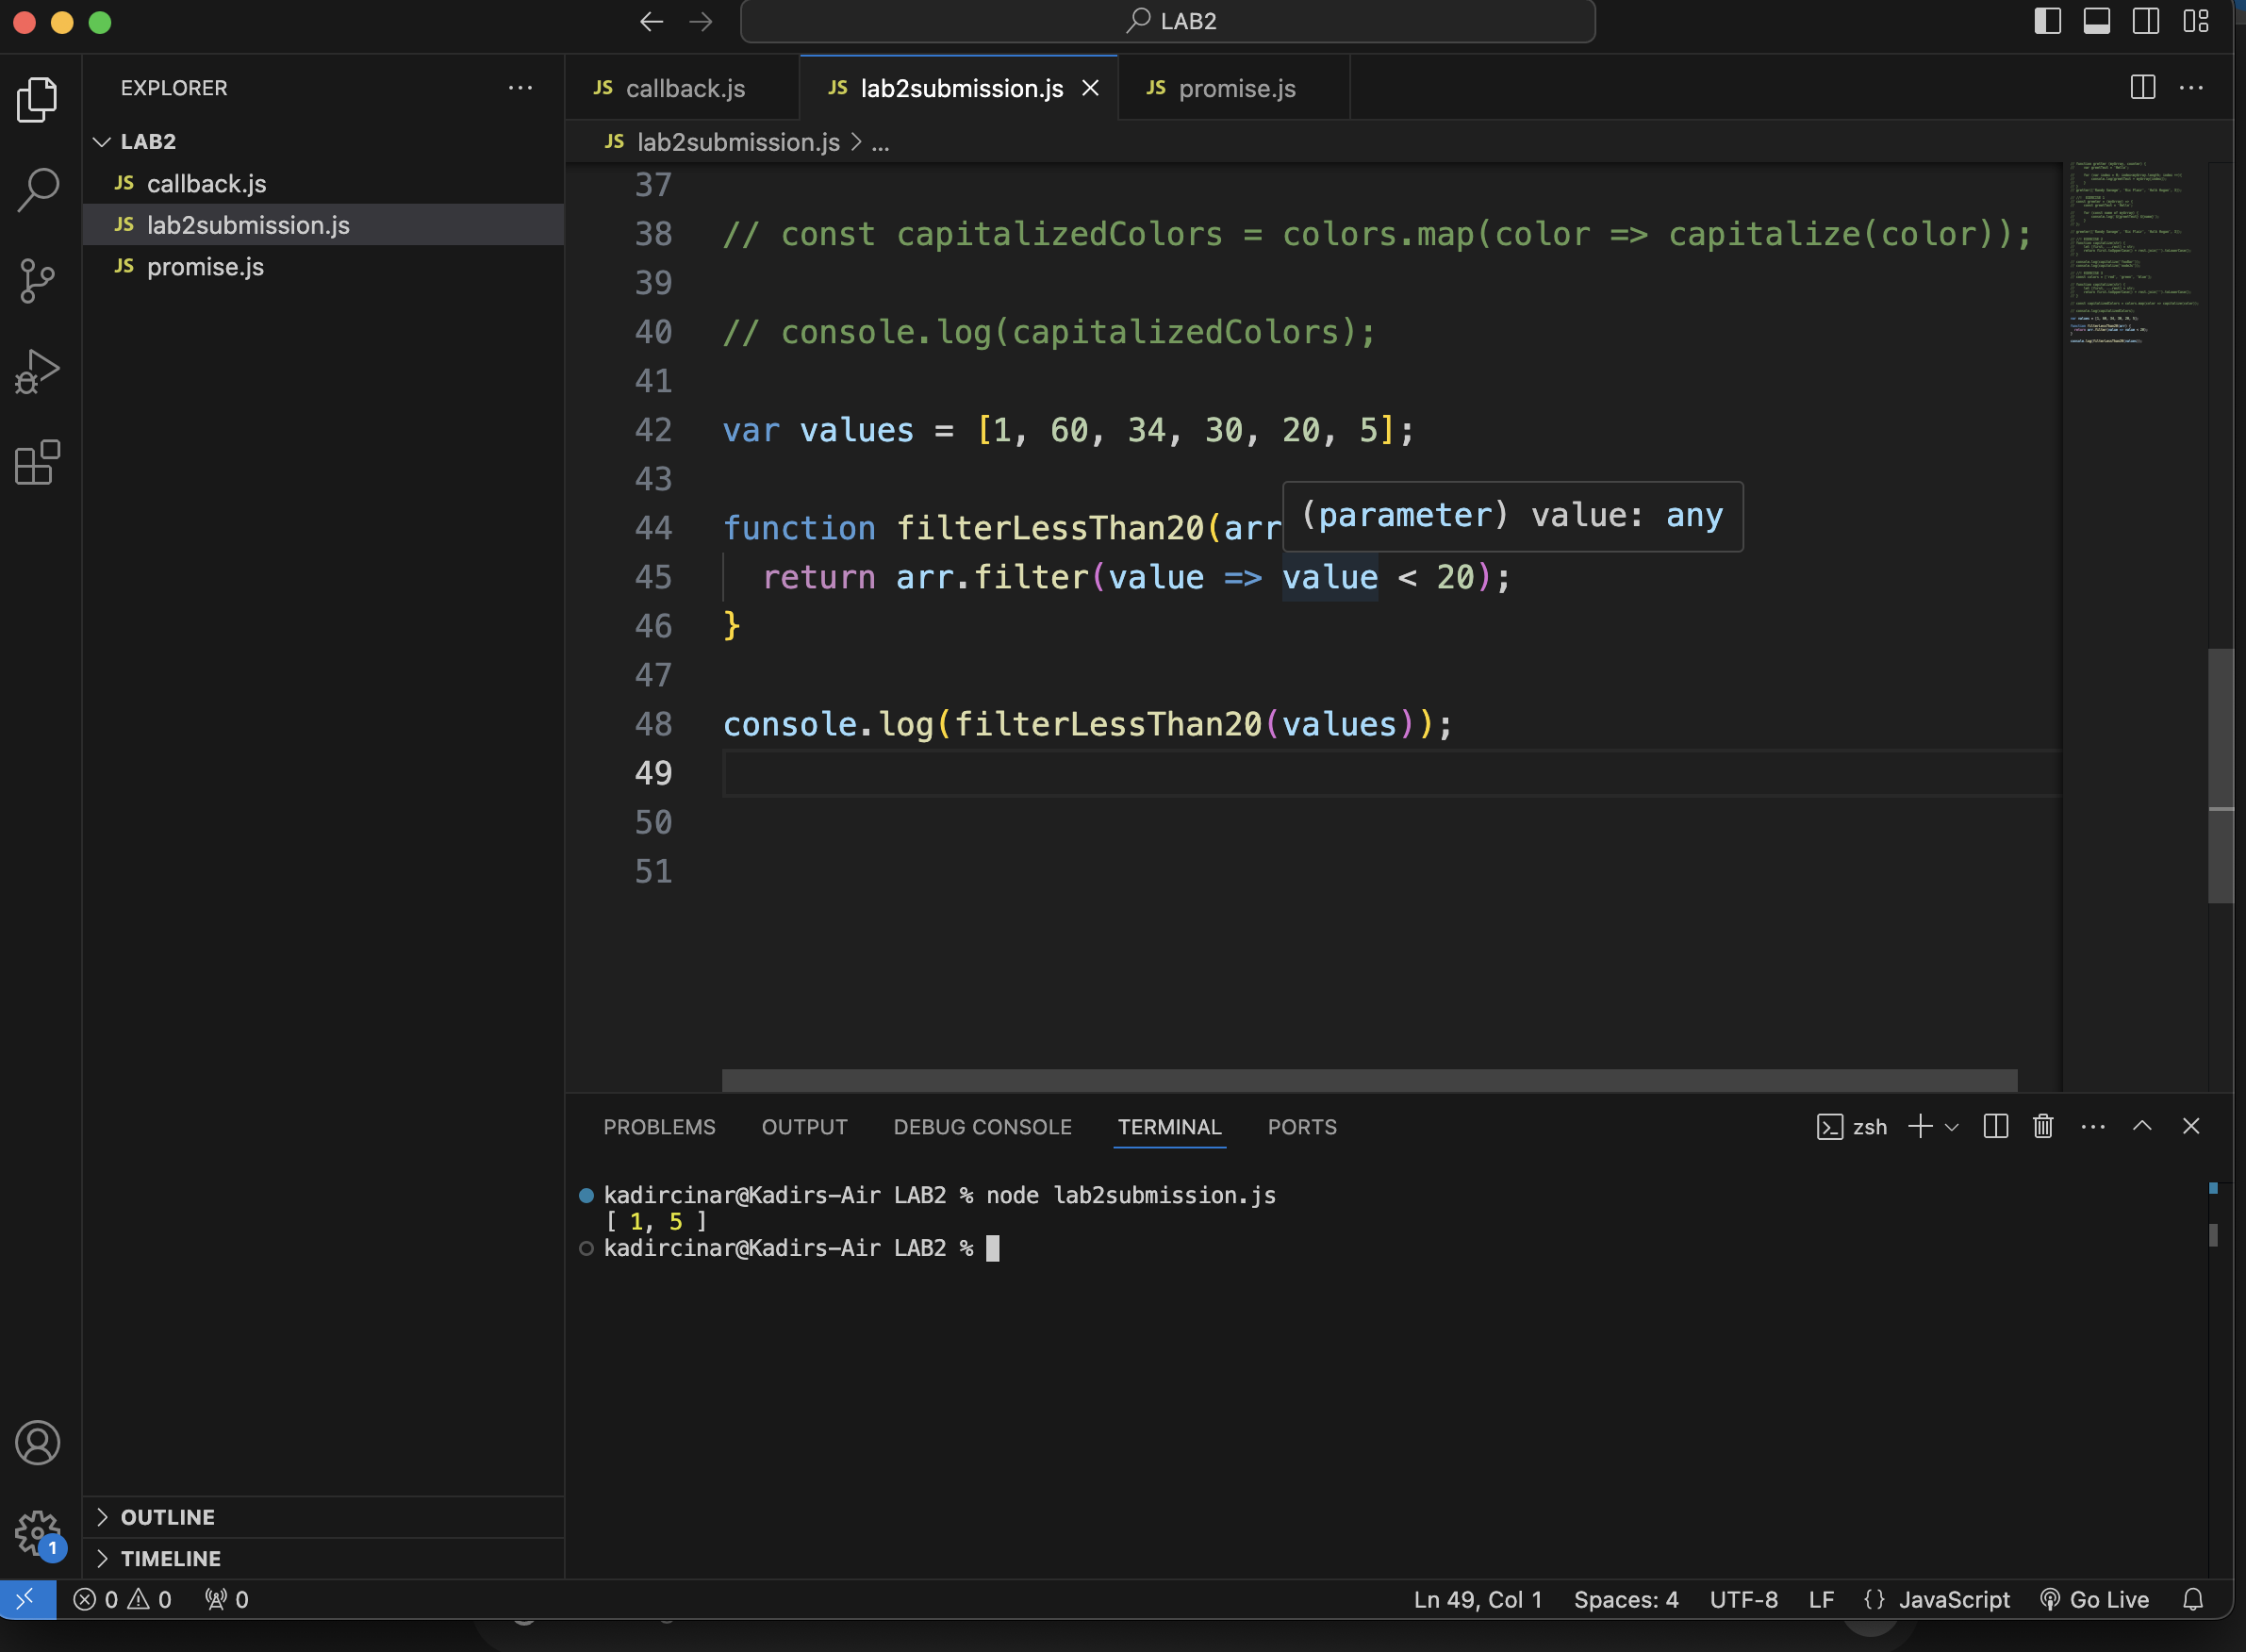 LAB2
EXPLORER
LAB2
JS callback.js
JS lab2submission.js
JS promise.js
OUTLINE
TIMELINE
JS callback.js
JS lab2submission.js
JS promise.js
JS lab2submission.js > ...
37
38 // const capitalizedColors = colors.map(color => capitalize(color));
39
40 // console.log(capitalizedColors);
41
42 var values = [1, 60, 34, 30, 20, 5];
43
(parameter) value: any
44 function filterLessThan20(arr
45 return arr.filter(value => value < 20);
46 }
47
48 console.log(filterLessThan20(values));
49
50
51
PROBLEMS OUTPUT DEBUG CONSOLE TERMINAL PORTS zsh
kadircinar@Kadirs-Air LAB2 % node lab2submission.js
[ 1, 5 ]
kadircinar@Kadirs-Air LAB2 %
1
0 0 0 Ln 49, Col 1 Spaces: 4 UTF-8 LF {} JavaScript Go Live